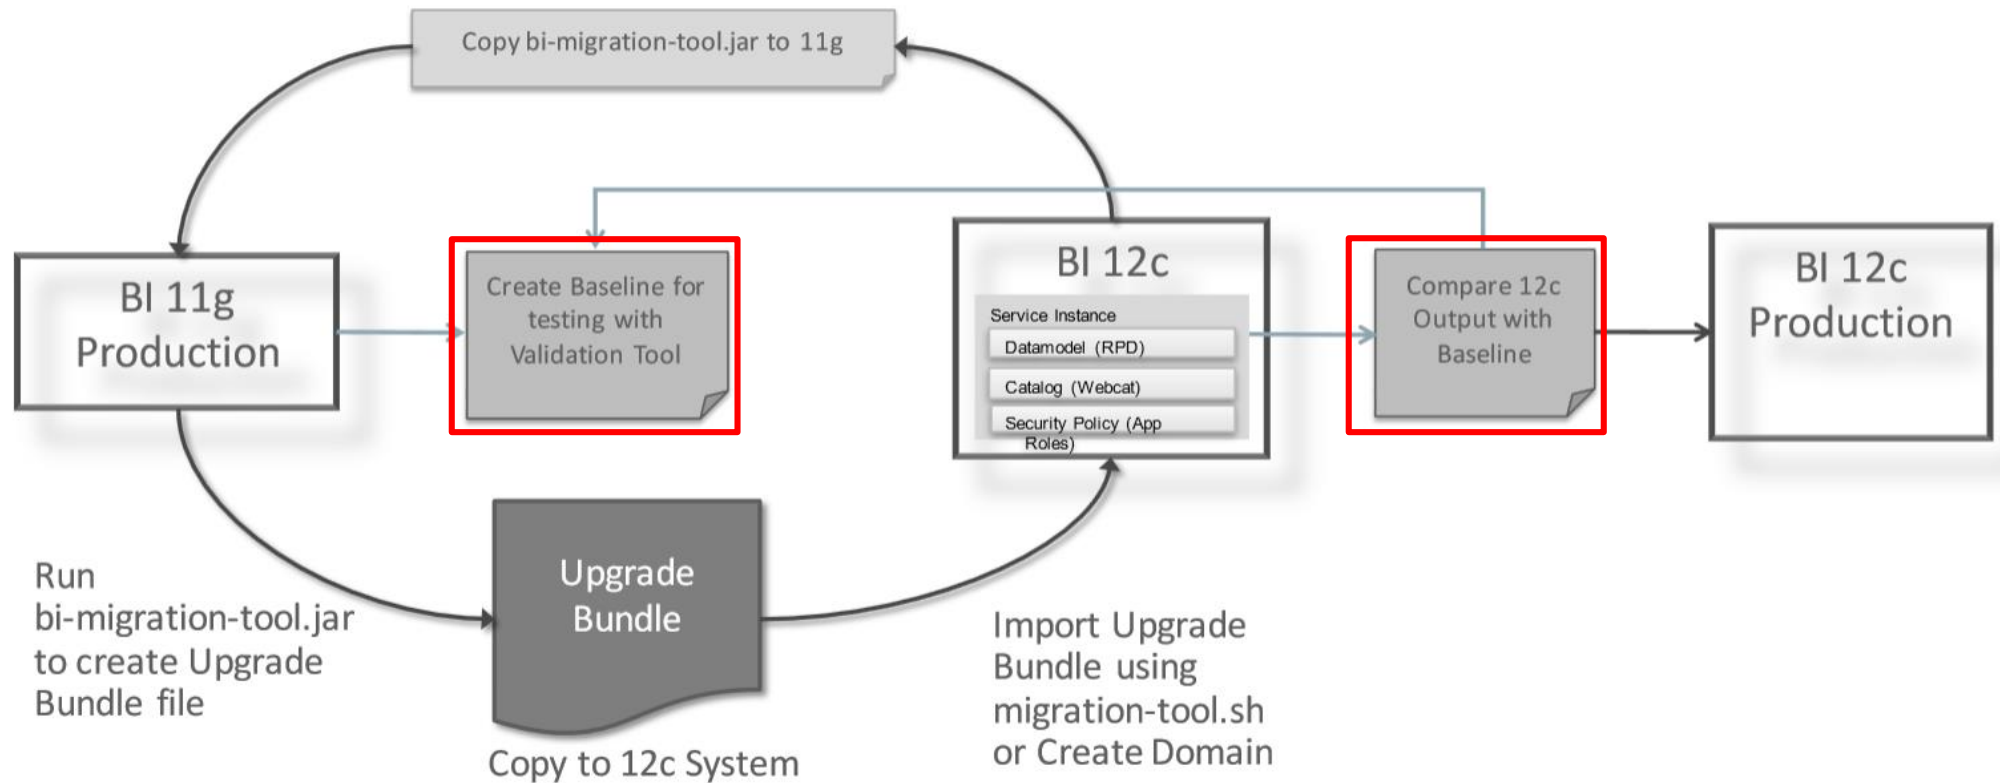 Copy bi-migration-tool.jar to 11g
BI 11g
Production
Create Baseline for
testing with
Validation Tool
BI 12c
Service Instance
Datamodel (RPD)
Catalog (Webcat)
Security Policy (App
Roles)
Compare 12c
Output with
Baseline
BI 12c
Production
Run
bi-migration-tool.jar
to create Upgrade
Bundle file
Upgrade
Bundle
Copy to 12c System
Import Upgrade
Bundle using
migration-tool.sh
or Create Domain